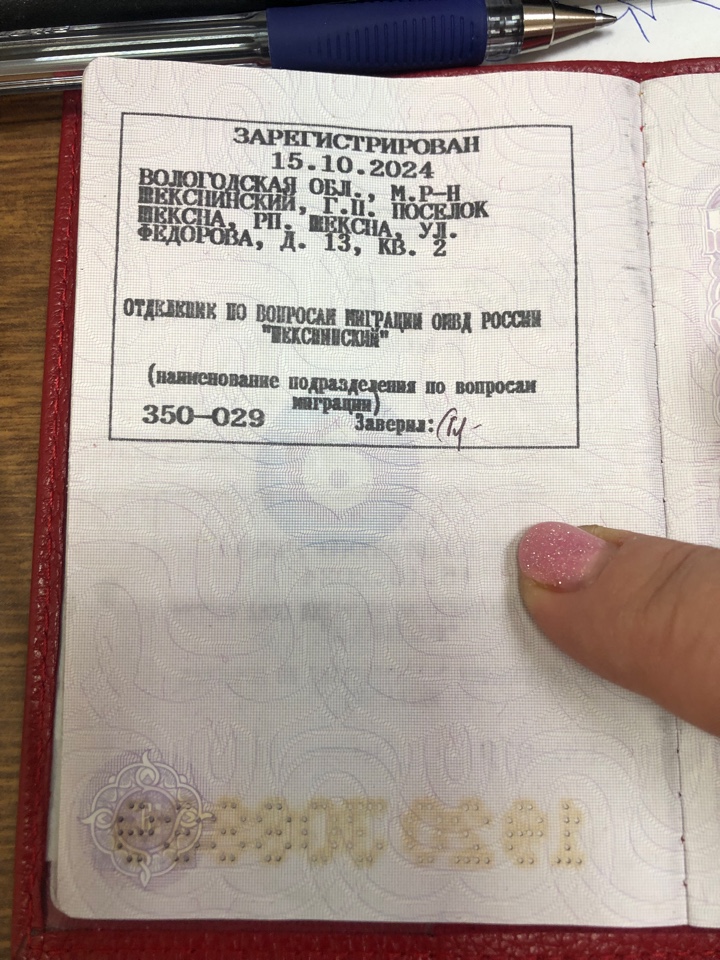 ЗАРЕГИСТРИРОВАН
15.10.2024
ВОЛОГОДСКАЯ ОБЛ., М.Р-Н
ШЕКСНИНСКИЙ, Г.П. ПОСЕЛОК
ШЕКСНА, РП. ШЕКСНА, УЛ.
ФЕДОРОВА, Д. 13, КВ. 2
ОТДЕЛЕНИЕ ПО ВОПРОСАМ МИГРАЦИИ ОМВД РОССИИ
"ШЕКСНИНСКИЙ"
(наименование подразделения по вопросам
миграции)
350-029 Заверил: